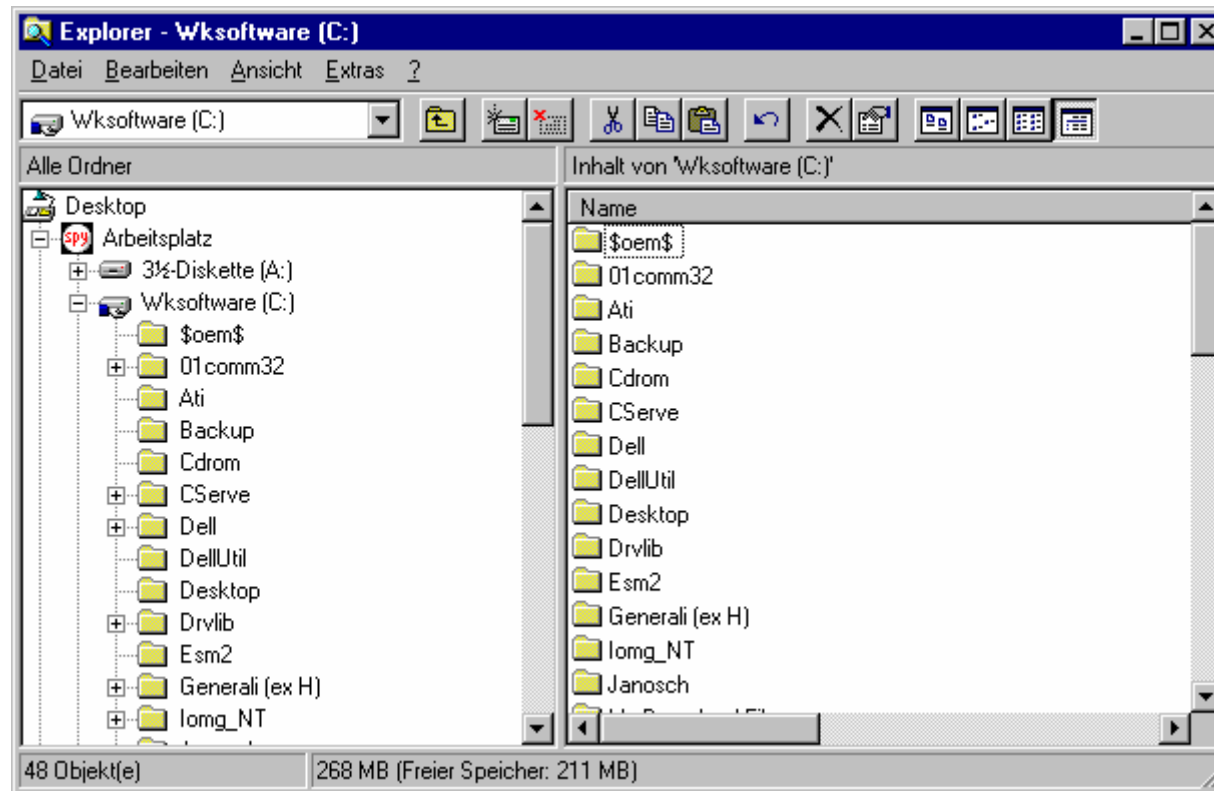 Explorer - Wksoftware (C:)
Datei Bearbeiten Ansicht Extras ?
Wksoftware (C:)
Alle Ordner
Inhalt von 'Wksoftware (C:)'
Desktop
spy Arbeitsplatz
3½-Diskette (A:)
Wksoftware (C:)
$oem$
01comm32
Ati
Backup
Cdrom
CServe
Dell
DellUtil
Desktop
Drvlib
Esm2
Generali (ex H)
Iomg_NT
Name
$oem$
01comm32
Ati
Backup
Cdrom
CServe
Dell
DellUtil
Desktop
Drvlib
Esm2
Generali (ex H)
Iomg_NT
Janosch
48 Objekt(e)
268 MB (Freier Speicher: 211 MB)